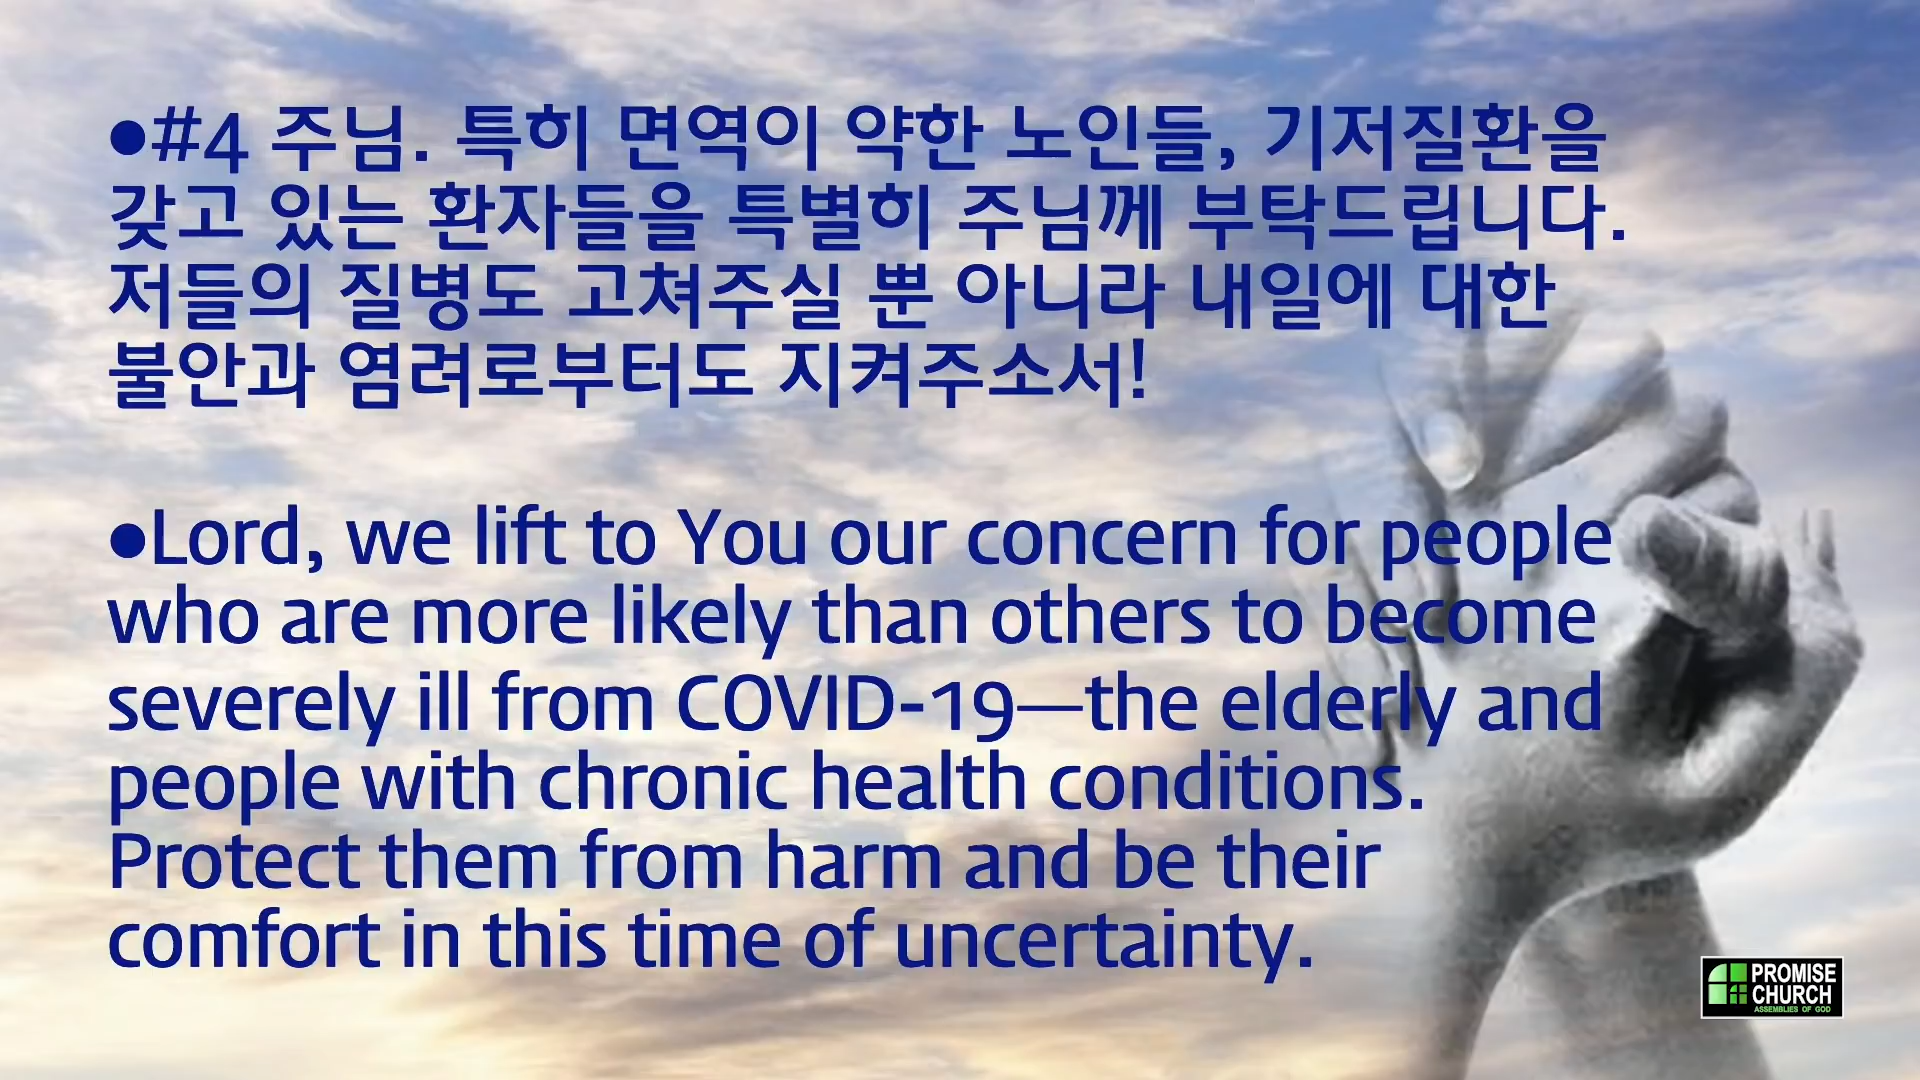 ●#4 주님. 특히 면역이 약한 노인들, 기저질환을
갖고 있는 환자들을 특별히 주님께 부탁드립니다.
저들의 질병도 고쳐주실 뿐 아니라 내일에 대한
불안과 염려로부터도 지켜주소서!
●Lord, we lift to You our concern for people
who are more likely than others to become
severely ill from COVID-19—the elderly and
people with chronic health conditions.
Protect them from harm and be their
comfort in this time of uncertainty.
PROMISE
CHURCH
ASSEMBLIES OF GOD